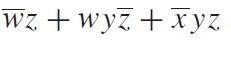 w̅z + wyz̅ + x̅yz